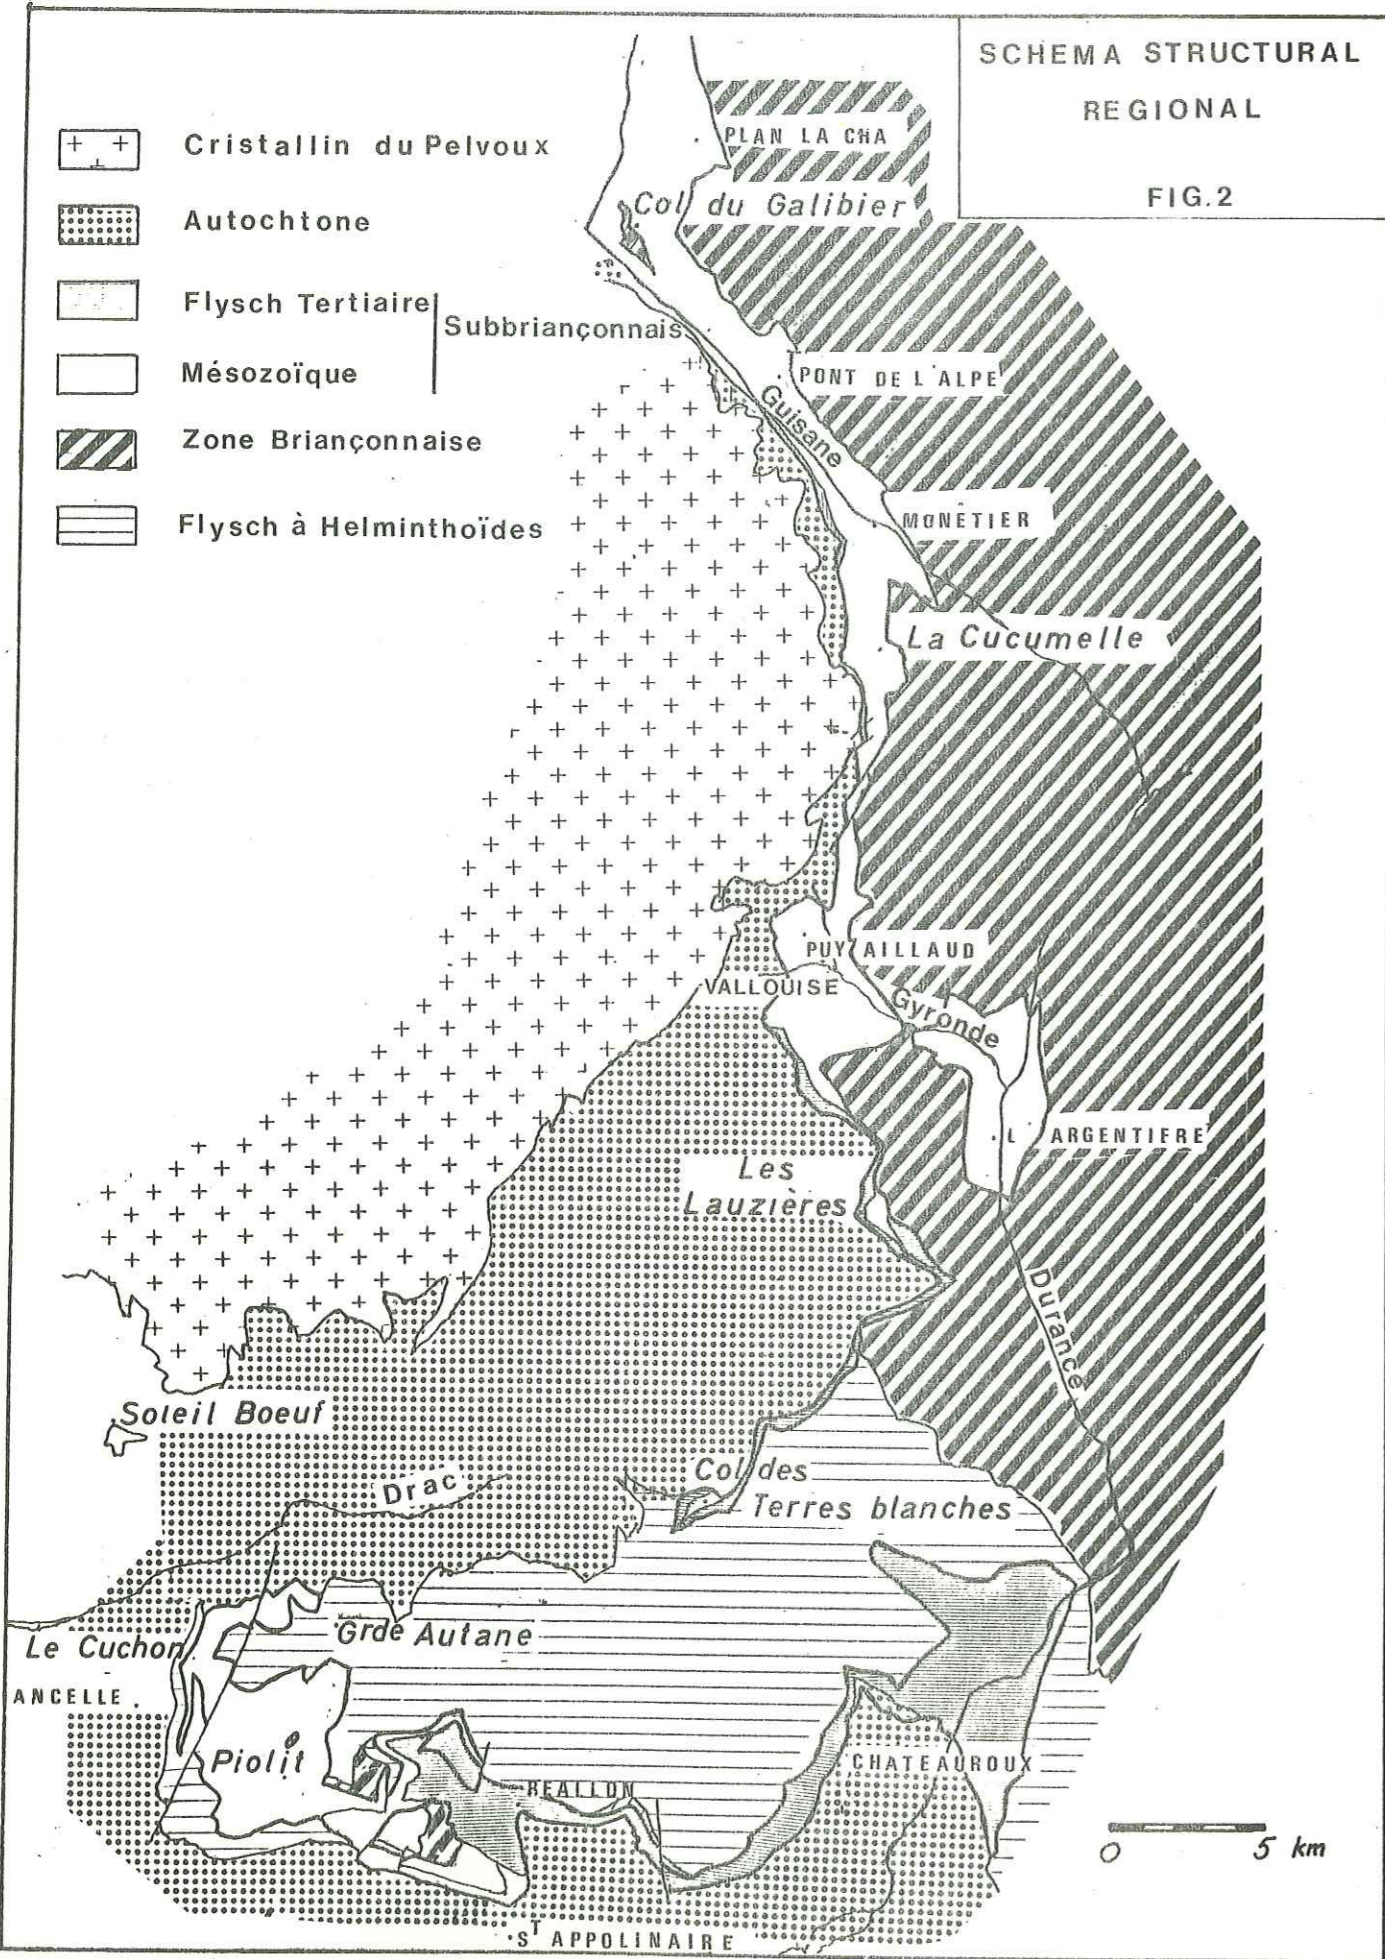 SCHEMA STRUCTURAL
REGIONAL
FIG.2
Cristallin du Pelvoux
Autochtone
Flysch Tertiaire
Subbriançonnais
Mésozoïque
Zone Briançonnaise
Flysch à Helminthoïdes
PLAN LA CHA
Col du Galibier
PONT DE L'ALPE
Guisane
MONÊTIER
La Cucumelle
PUY AILLAUD
VALLOUISE
Gyronde
L ARGENTIERE
Les
Lauzières
Durance
Soleil Boeuf
Drac
Col des
Terres blanches
Grde Autane
Le Cuchon
ANCELLE.
Piolit
REALLON
CHATEAUROUX
0 5 km
.ST APPOLINAIRE